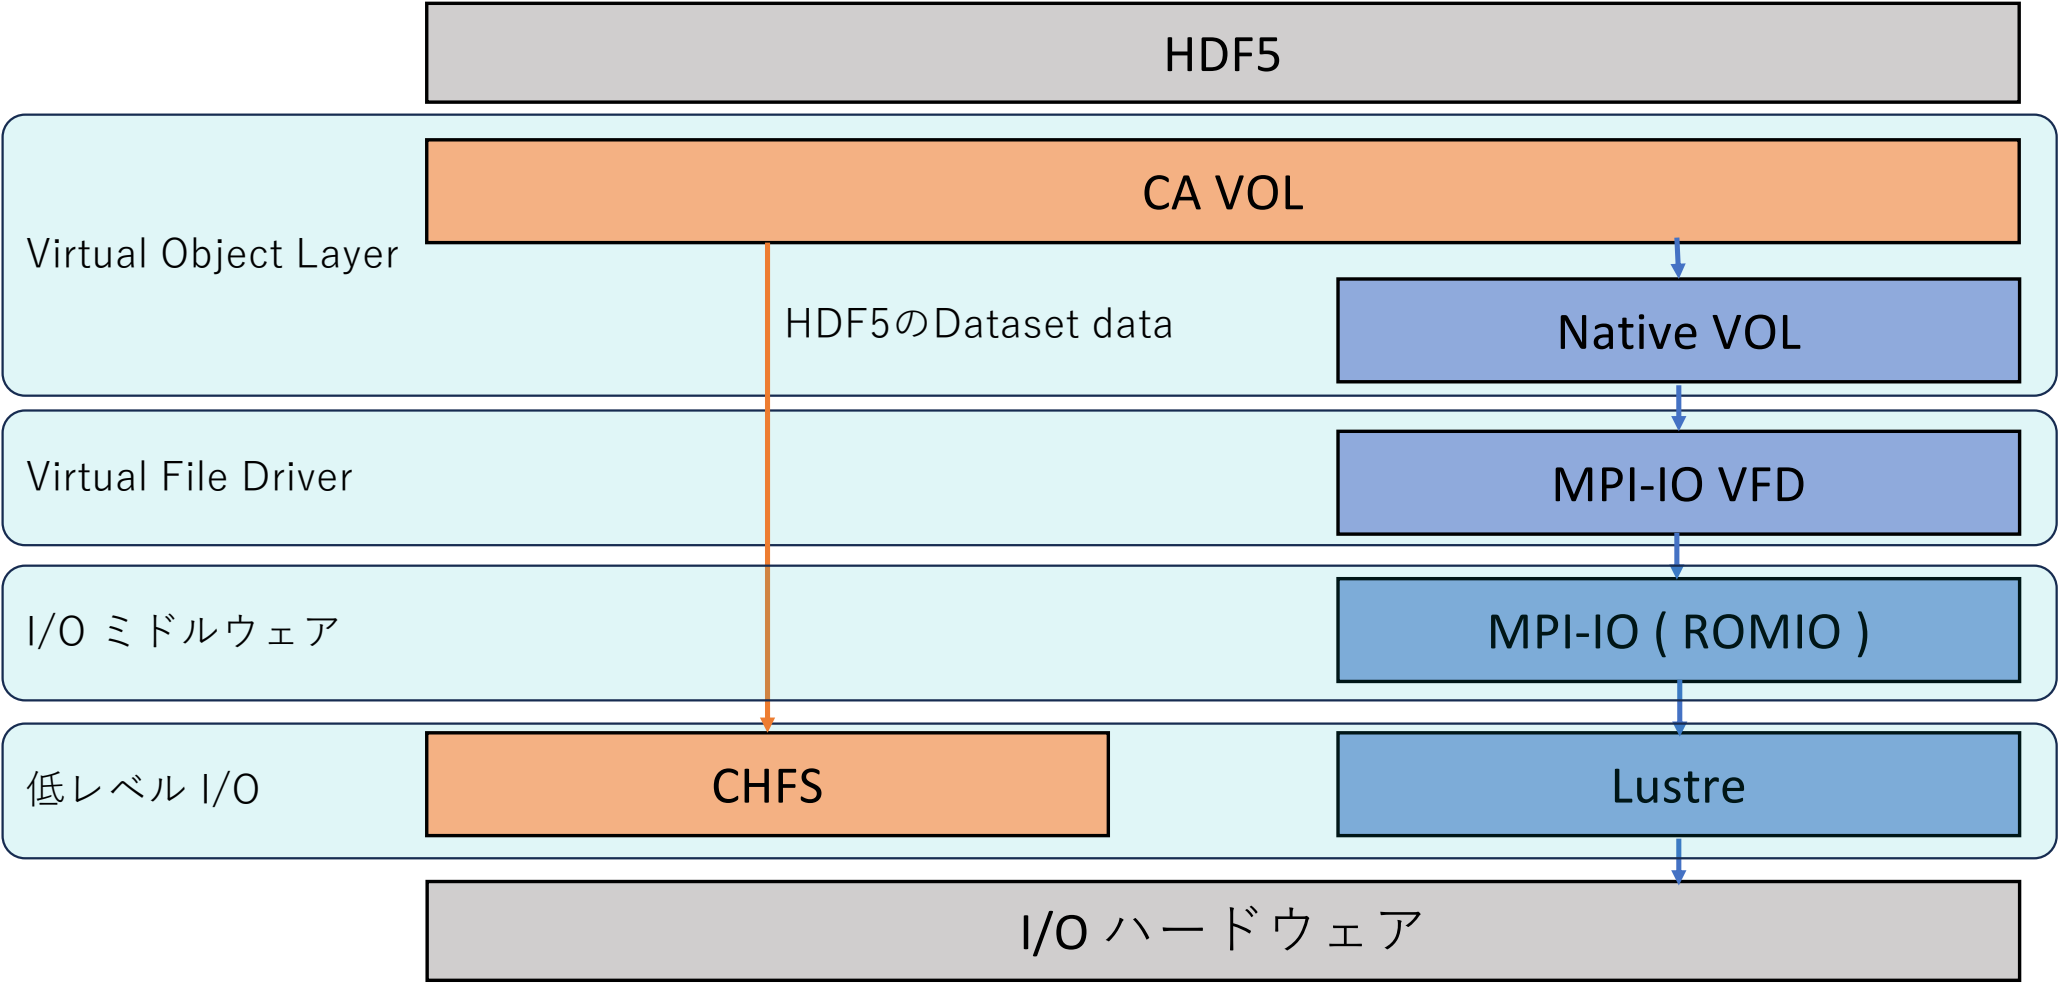 HDF5
CA VOL
Virtual Object Layer
HDF5のDataset data
Native VOL
Virtual File Driver
MPI-IO VFD
I/O ミドルウェア
MPI-IO ( ROMIO )
低レベル I/O
CHFS
Lustre
I/O ハードウェア